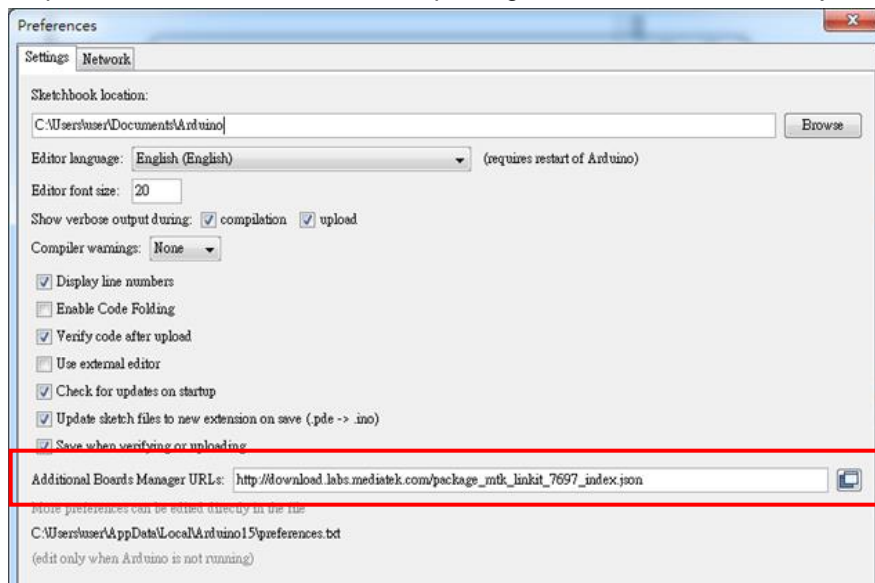 Preferences
Settings Network
Sketchbook location:
C:\Users\user\Documents\Arduino Browse
Editor language: English (English) (requires restart of Arduino)
Editor font size: 20
Show verbose output during: compilation upload
Compiler warnings: None
Display line numbers
Enable Code Folding
Verify code after upload
Use external editor
Check for updates on startup
Update sketch files to new extension on save (.pde -> .ino)
Save when verifying or uploading
Additional Boards Manager URLs: http://download.labs.mediatek.com/package_mtk_linkit_7697_index.json
More preferences can be edited directly in the file
C:\Users\user\AppData\Local\Arduino15\preferences.txt
(edit only when Arduino is not running)